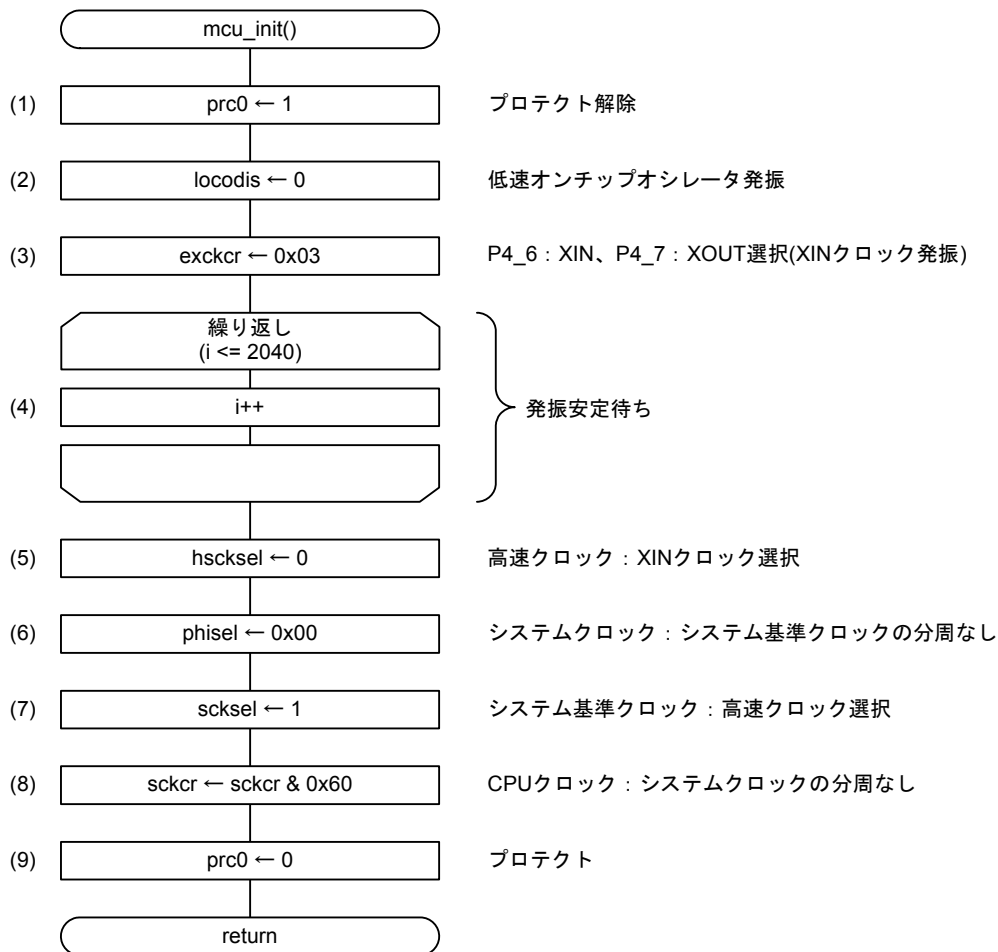 mcu_init()
(1) prc0 ← 1 プロテクト解除
(2) locodis ← 0 低速オンチップオシレータ発振
(3) exckcr ← 0x03 P4_6：XIN、P4_7：XOUT選択(XINクロック発振)
繰り返し
(i <= 2040)
(4) i++ 発振安定待ち
(5) hscksel ← 0 高速クロック：XINクロック選択
(6) phisel ← 0x00 システムクロック：システム基準クロックの分周なし
(7) scksel ← 1 システム基準クロック：高速クロック選択
(8) sckcr ← sckcr & 0x60 CPUクロック：システムクロックの分周なし
(9) prc0 ← 0 プロテクト
return